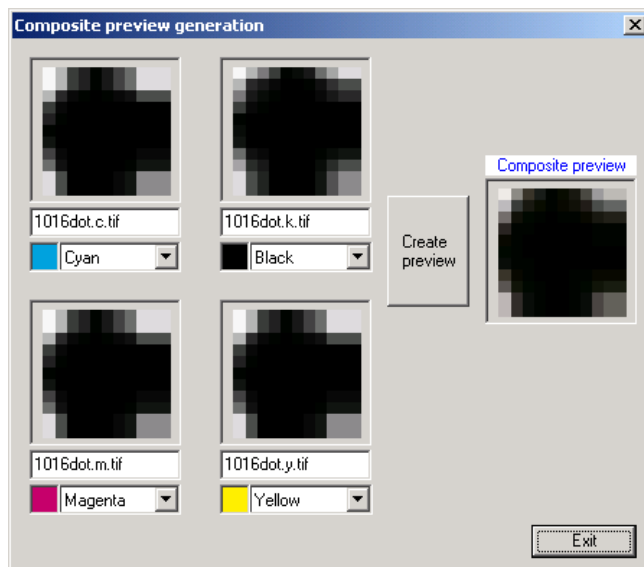 Composite preview generation
1016dot.c.tif
Cyan
1016dot.k.tif
Black
1016dot.m.tif
Magenta
1016dot.y.tif
Yellow
Create
preview
Composite preview
Exit